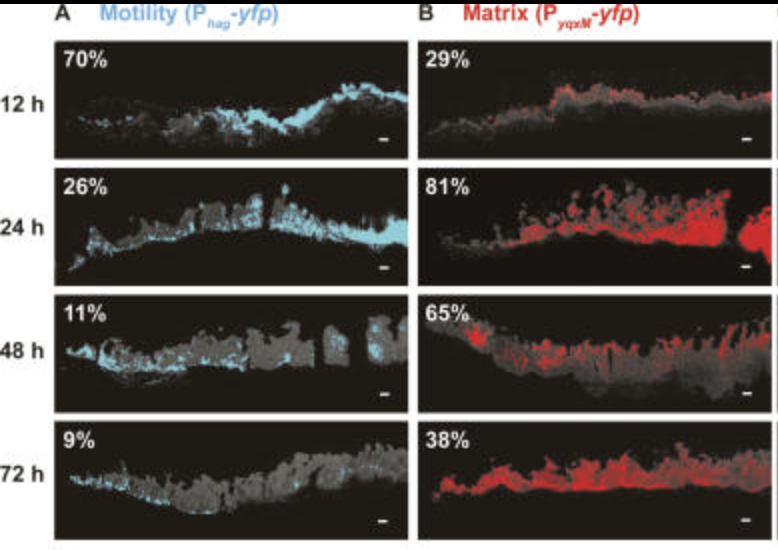 A Motility (Phag-yfp) B Matrix (PyqxM-yfp)
12 h 70% 29%
24 h 26% 81%
48 h 11% 65%
72 h 9% 38%